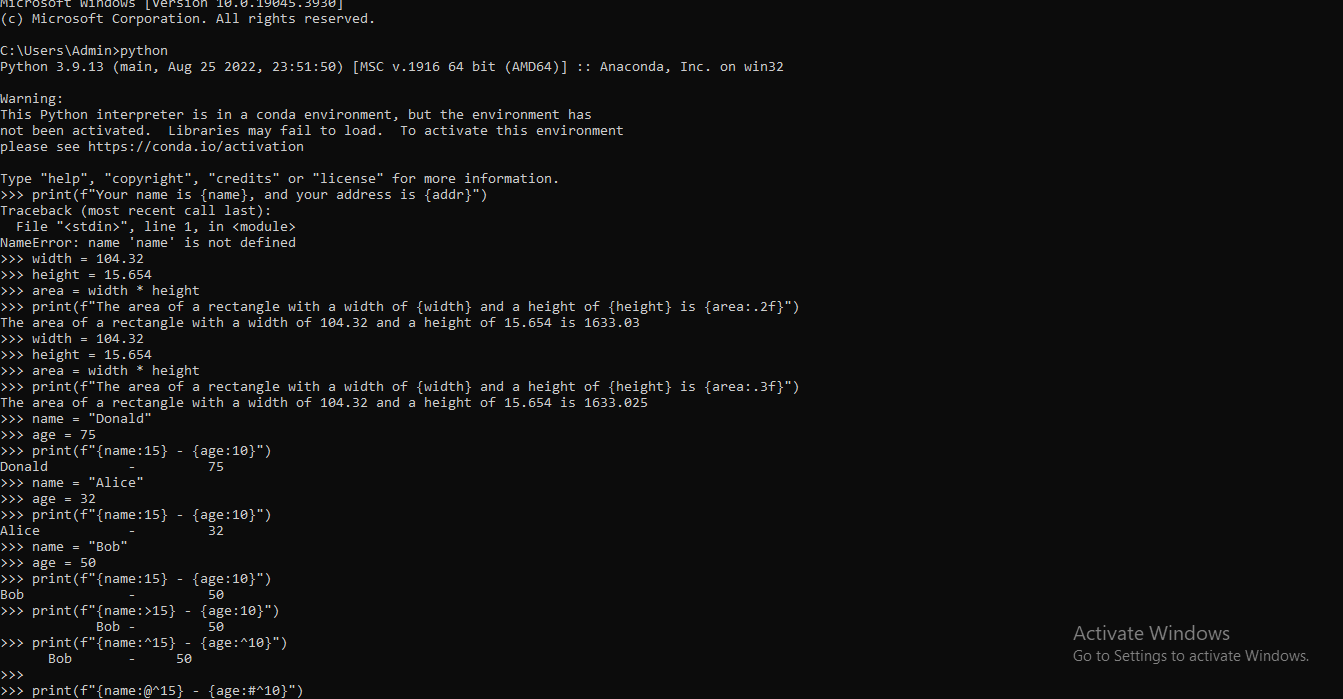 Microsoft Windows [Version 10.0.19045.3930]
(c) Microsoft Corporation. All rights reserved.
C:\Users\Admin>python
Python 3.9.13 (main, Aug 25 2022, 23:51:50) [MSC v.1916 64 bit (AMD64)] :: Anaconda, Inc. on win32
Warning:
This Python interpreter is in a conda environment, but the environment has
not been activated.  Libraries may fail to load.  To activate this environment
please see https://conda.io/activation
Type "help", "copyright", "credits" or "license" for more information.
>>> print(f"Your name is {name}, and your address is {addr}")
Traceback (most recent call last):
  File "<stdin>", line 1, in <module>
NameError: name 'name' is not defined
>>> width = 104.32
>>> height = 15.654
>>> area = width * height
>>> print(f"The area of a rectangle with a width of {width} and a height of {height} is {area:.2f}")
The area of a rectangle with a width of 104.32 and a height of 15.654 is 1633.03
>>> width = 104.32
>>> height = 15.654
>>> area = width * height
>>> print(f"The area of a rectangle with a width of {width} and a height of {height} is {area:.3f}")
The area of a rectangle with a width of 104.32 and a height of 15.654 is 1633.025
>>> name = "Donald"
>>> age = 75
>>> print(f"{name:15} - {age:10}")
Donald          -         75
>>> name = "Alice"
>>> age = 32
>>> print(f"{name:15} - {age:10}")
Alice           -         32
>>> name = "Bob"
>>> age = 50
>>> print(f"{name:15} - {age:10}")
Bob             -         50
>>> print(f"{name:>15} - {age:10}")
            Bob -         50
>>> print(f"{name:^15} - {age:^10}")
      Bob       -     50
>>>
>>> print(f"{name:@^15} - {age:#^10}")
Activate Windows
Go to Settings to activate Windows.